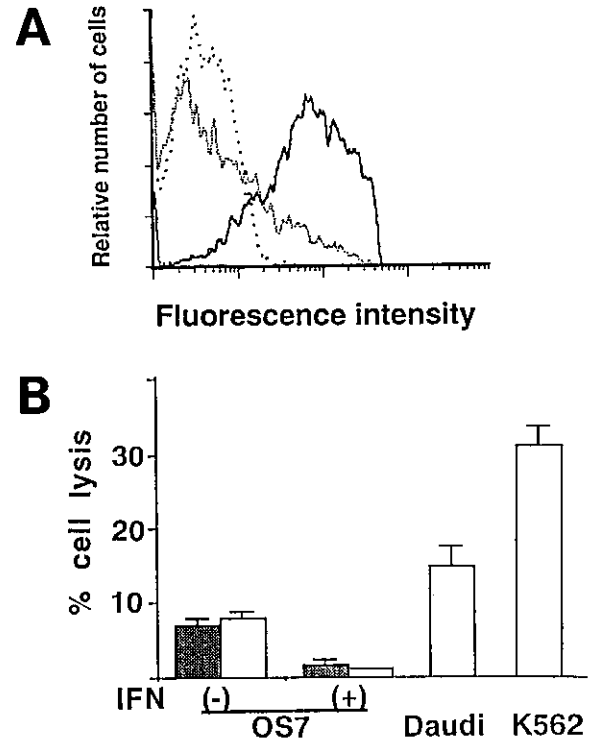 A
Relative number of cells
Fluorescence intensity
B
% cell lysis
30
20
10
IFN (-) (+)
OS7 Daudi K562